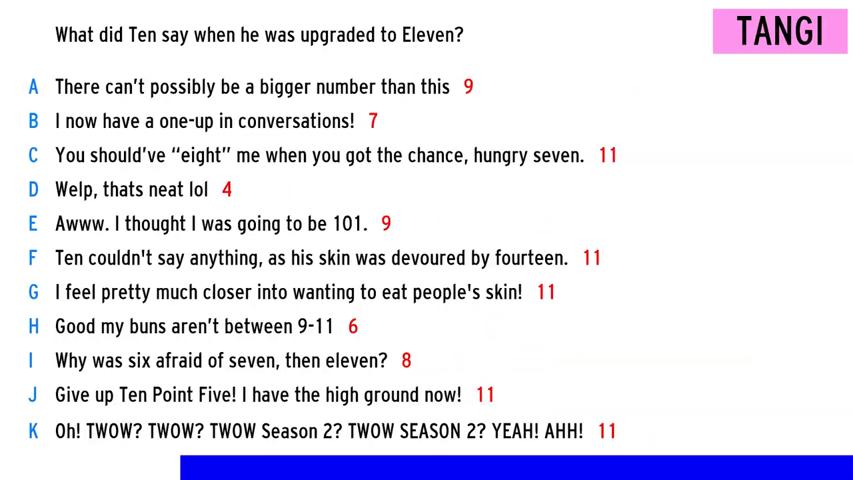 What did Ten say when he was upgraded to Eleven?
TANGI
A There can't possibly be a bigger number than this 9
B I now have a one-up in conversations! 7
C You should've “eight” me when you got the chance, hungry seven. 11
D Welp, thats neat lol 4
E Awww. I thought I was going to be 101. 9
F Ten couldn't say anything, as his skin was devoured by fourteen. 11
G I feel pretty much closer into wanting to eat people's skin! 11
H Good my buns aren't between 9-11 6
I Why was six afraid of seven, then eleven? 8
J Give up Ten Point Five! I have the high ground now! 11
K Oh! TWOW? TWOW? TWOW Season 2? TWOW SEASON 2? YEAH! AHH! 11